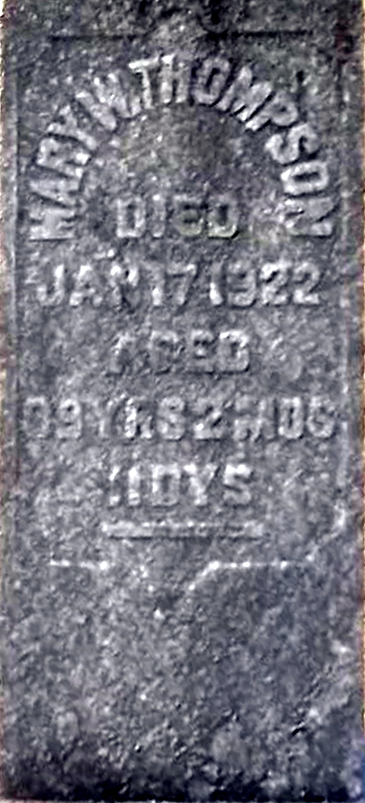 MARY W. THOMPSON
DIED
JAN 17 1922
AGED
YRS 2 MOS
11 DYS